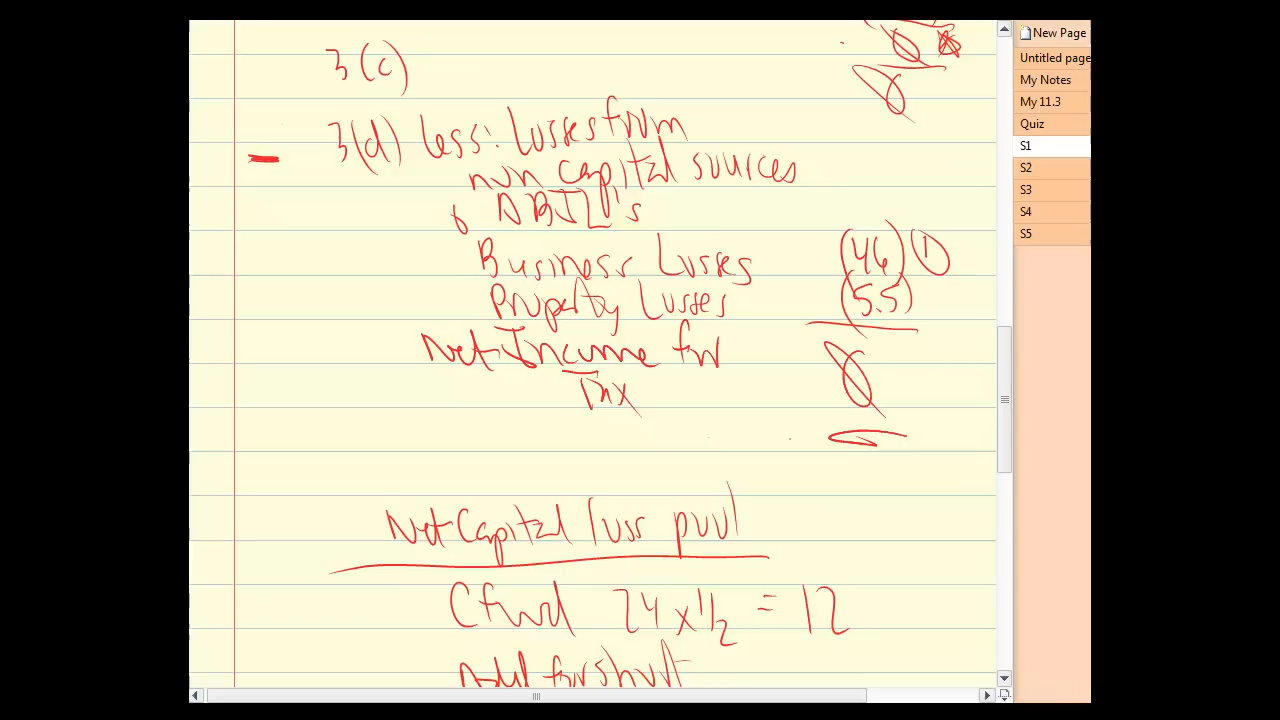 3(c)
3(d) Less: Losses from
non capital sources
ABIL's
Business Losses (46) 1
Property Losses (5.5)
Net Income for
Tax
Net Capital loss pool
Cfwd 24 x 1/2 = 12
Add
New Page
Untitled page
My Notes
My 11.3
Quiz
S1
S2
S3
S4
S5